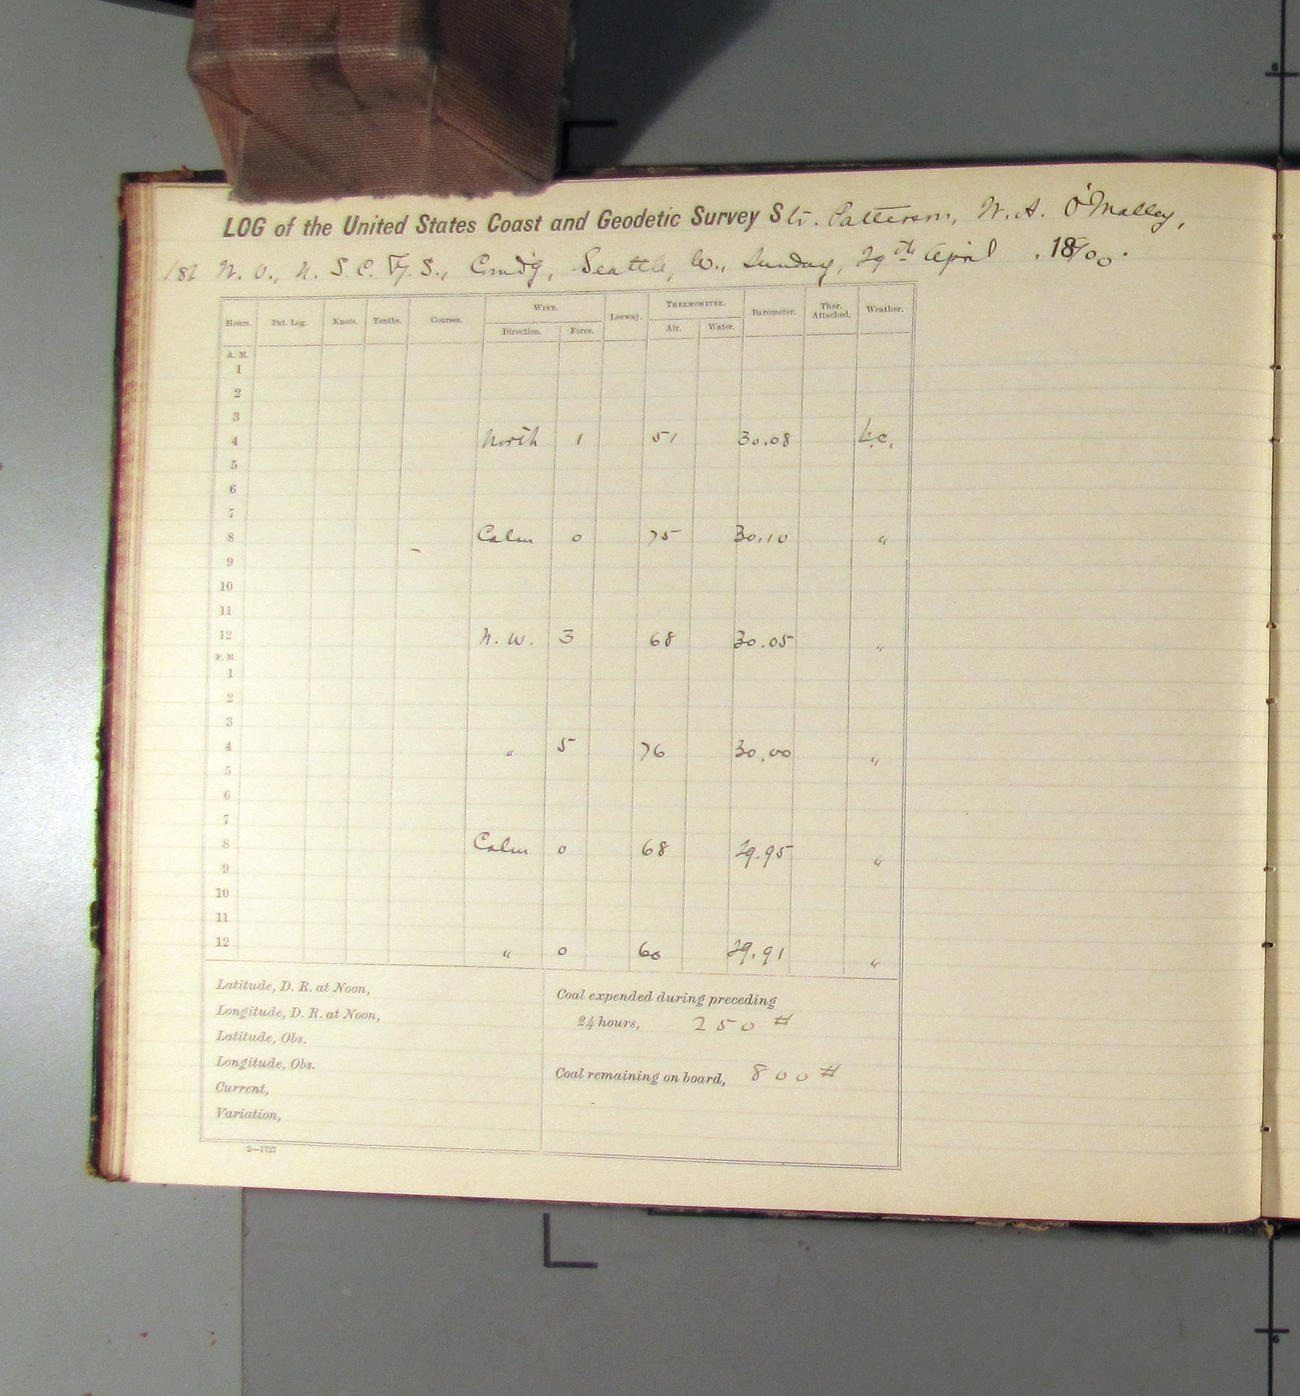 LOG of the United States Coast and Geodetic Survey Str. Patterson, W. A. O'Malley,
1st W. O., U. S. C. & G. S., Cmdg, Seattle, W., Sunday, 29th April, 1900.
Hours. Pat. Log. Knots. Tenths. Courses. WIND. Leeway. THERMOMETER. Barometer. Ther. Attached. Weather.
Direction. Force. Air. Water.
A. M.
1
2
3
4 North 1 51 30.08 b.c.
5
6
7
8 Calm 0 75 30.10 "
9
10
11
12 N. W. 3 68 30.05 "
P. M.
1
2
3
4 " 5 76 30.00 "
5
6
7
8 Calm 0 68 29.95 "
9
10
11
12 " 0 60 29.91 "
Latitude, D. R. at Noon,
Longitude, D. R. at Noon,
Latitude, Obs.
Longitude, Obs.
Current,
Variation,
Coal expended during preceding
24 hours, 250 #
Coal remaining on board, 800 #
2—1727